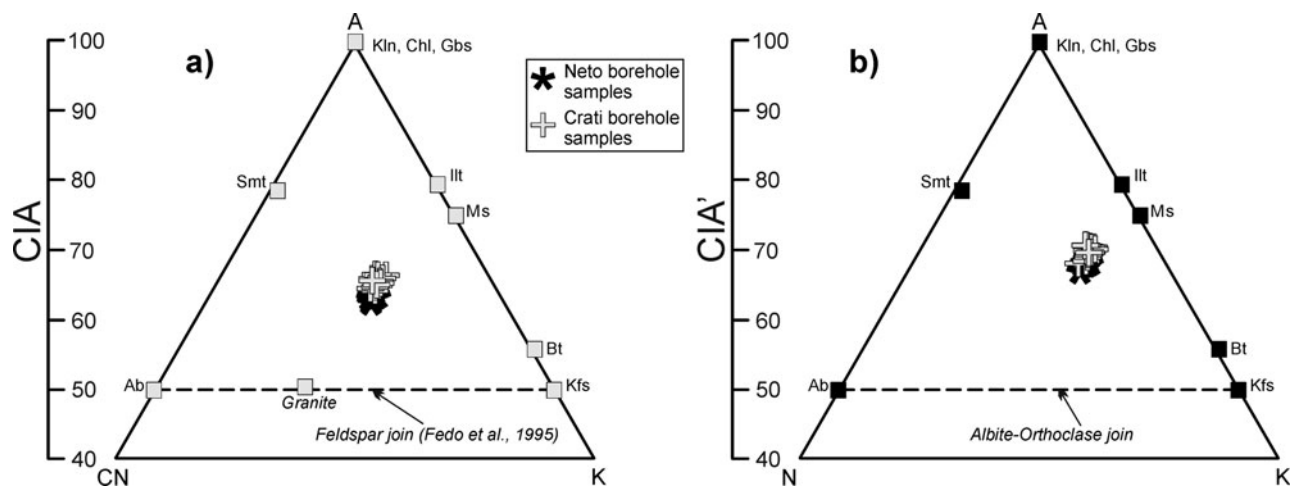 a)
A
Kln, Chl, Gbs
CIA
100
90
80
70
60
50
40
Smt
Ilt
Ms
Bt
Ab
Kfs
Granite
Feldspar join (Fedo et al., 1995)
CN
K
Neto borehole
samples
Crati borehole
samples
b)
A
Kln, Chl, Gbs
CIA'
100
90
80
70
60
50
40
Smt
Ilt
Ms
Bt
Ab
Kfs
Albite-Orthoclase join
N
K